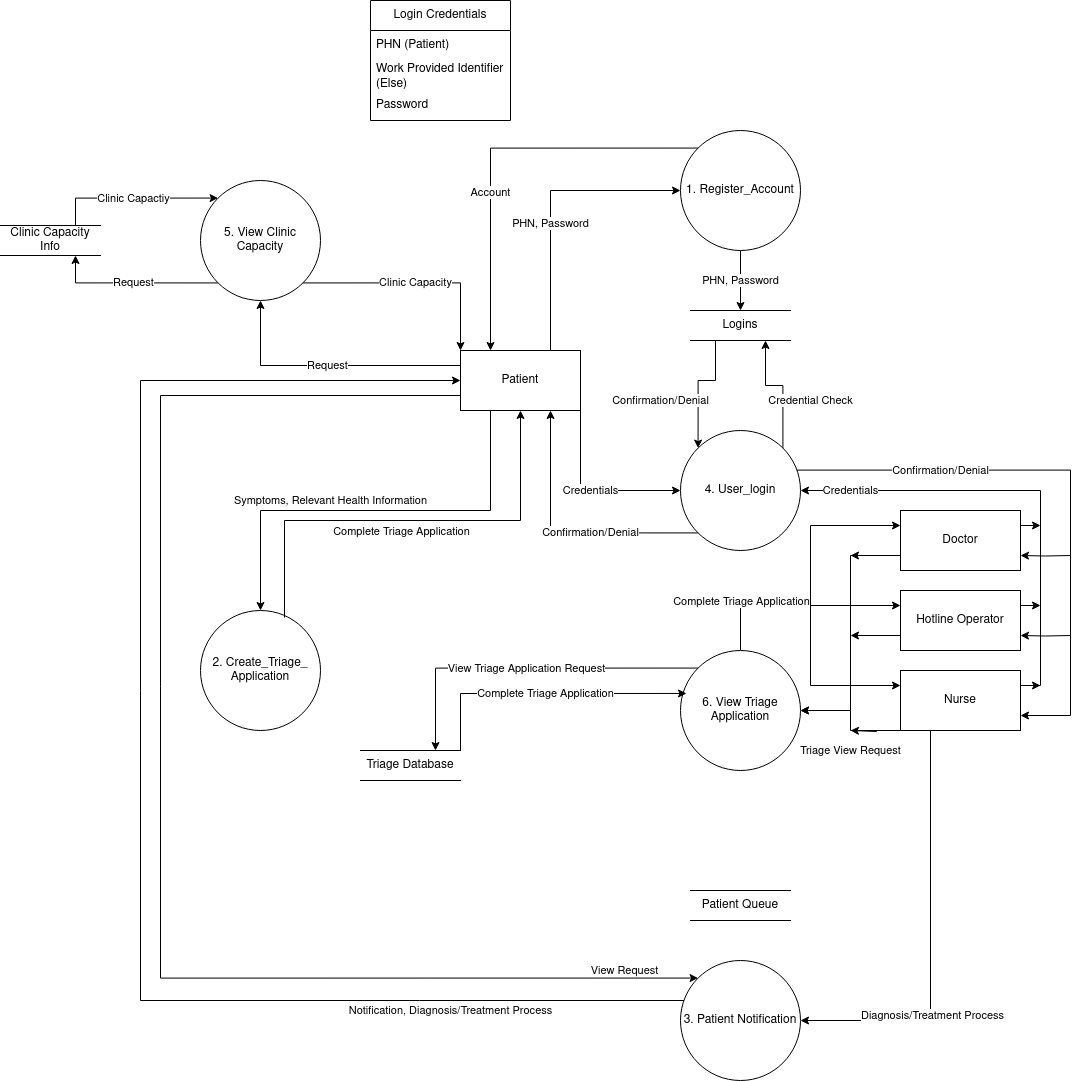 Login Credentials
PHN (Patient)
Work Provided Identifier
(Else)
Password
1. Register_Account
Account
Clinic Capactiy
PHN, Password
Clinic Capacity
Info
5. View Clinic
Capacity
Request
Clinic Capacity
PHN, Password
Logins
Request
Patient
Confirmation/Denial
Credential Check
Confirmation/Denial
Credentials
4. User_login
Credentials
Symptoms, Relevant Health Information
Complete Triage Application
Confirmation/Denial
Doctor
Complete Triage Application
Hotline Operator
2. Create_Triage_
Application
View Triage Application Request
Complete Triage Application
6. View Triage
Application
Nurse
Triage View Request
Triage Database
Patient Queue
View Request
Notification, Diagnosis/Treatment Process
3. Patient Notification
Diagnosis/Treatment Process